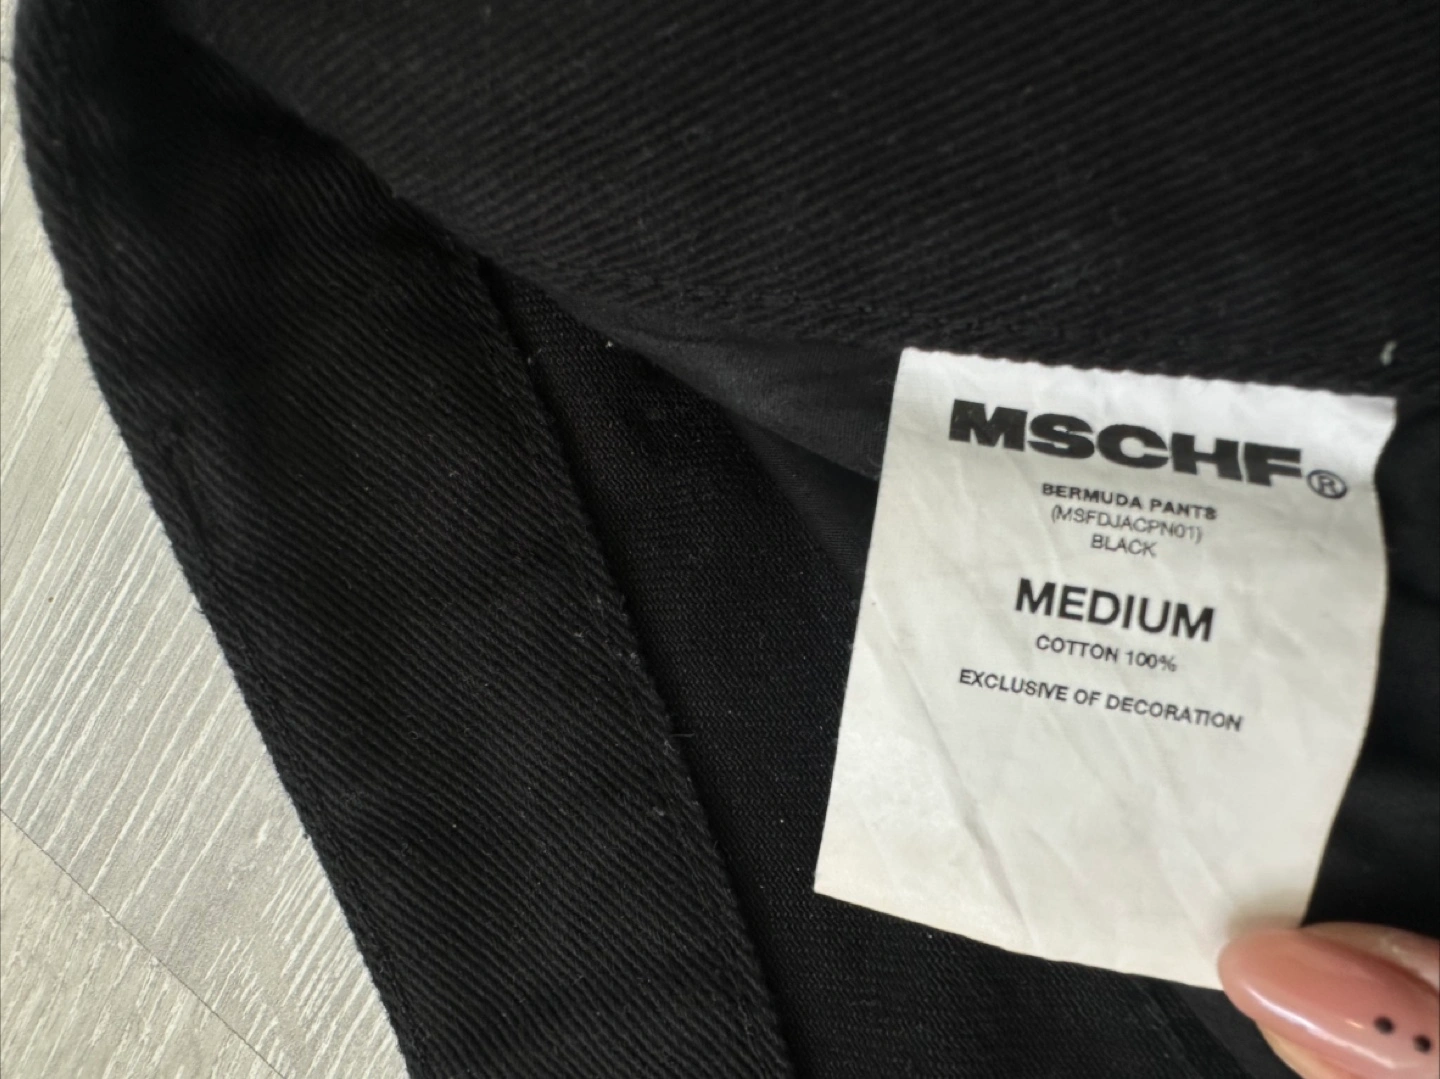 MSCHF®
BERMUDA PANTS
(MSFDJACPN01)
BLACK
MEDIUM
COTTON 100%
EXCLUSIVE OF DECORATION